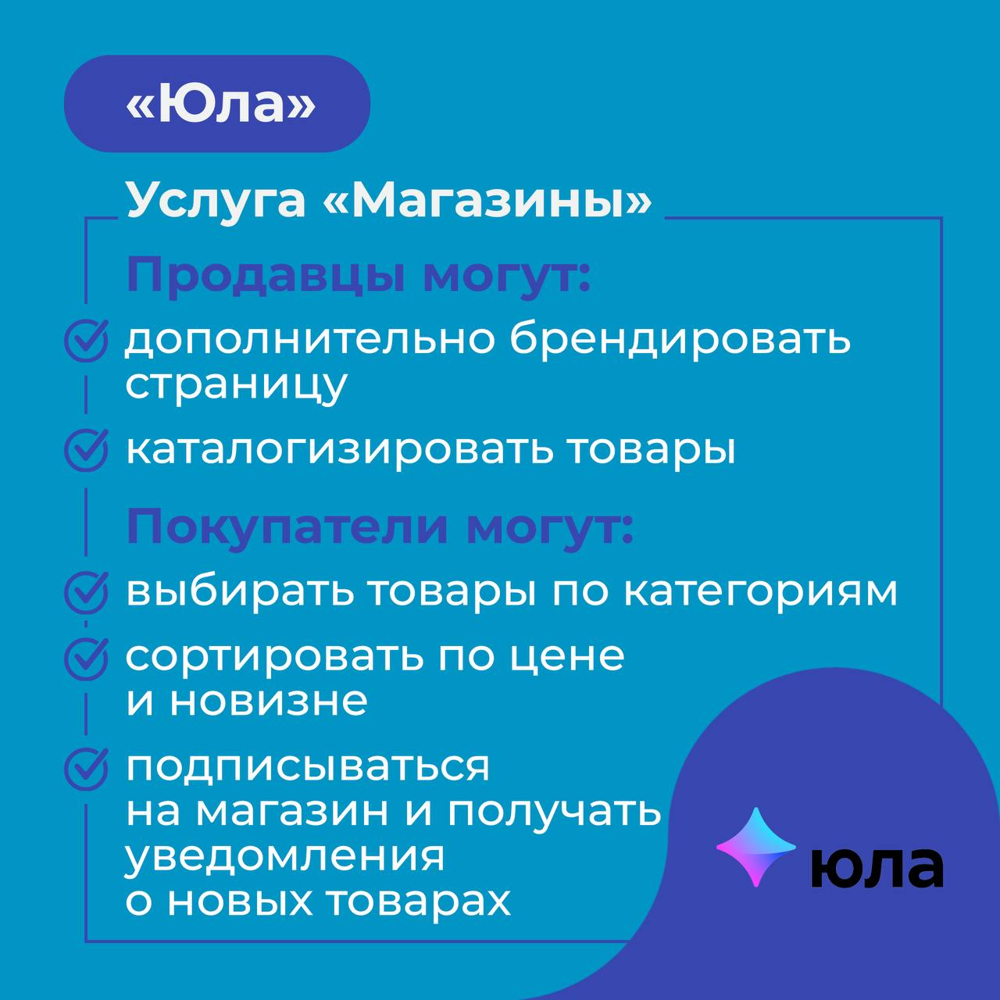 «Юла»
Услуга «Магазины»
Продавцы могут:
дополнительно брендировать
страницу
каталогизировать товары
Покупатели могут:
выбирать товары по категориям
сортировать по цене
и новизне
подписываться
на магазин и получать
уведомления
о новых товарах
юла